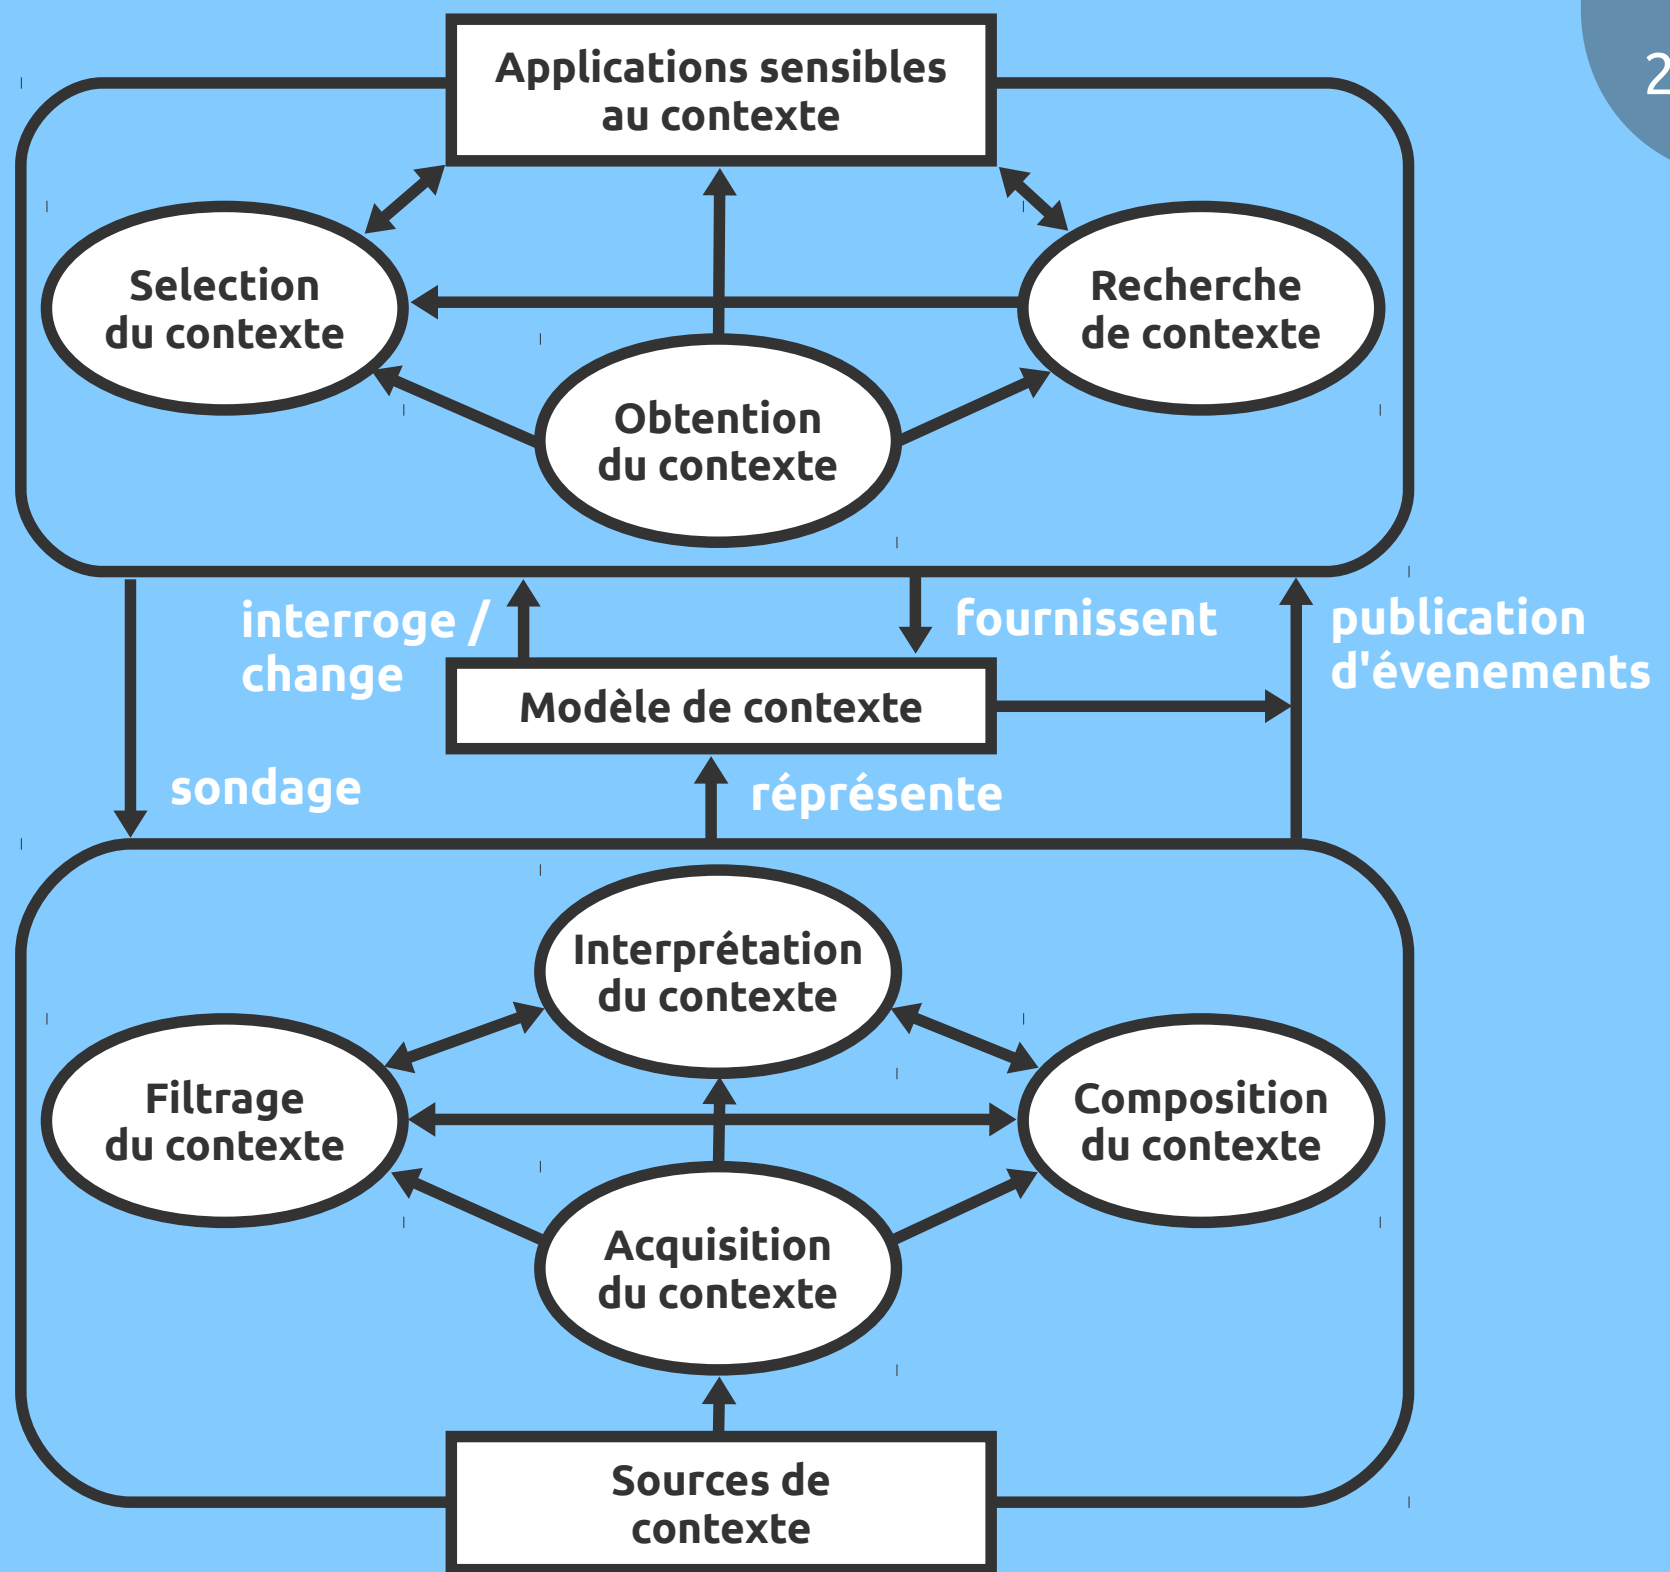 2
Applications sensibles
au contexte
Selection
du contexte
Recherche
de contexte
Obtention
du contexte
interroge /
change
fournissent
publication
d'évenements
Modèle de contexte
sondage
réprésente
Interprétation
du contexte
Filtrage
du contexte
Composition
du contexte
Acquisition
du contexte
Sources de
contexte